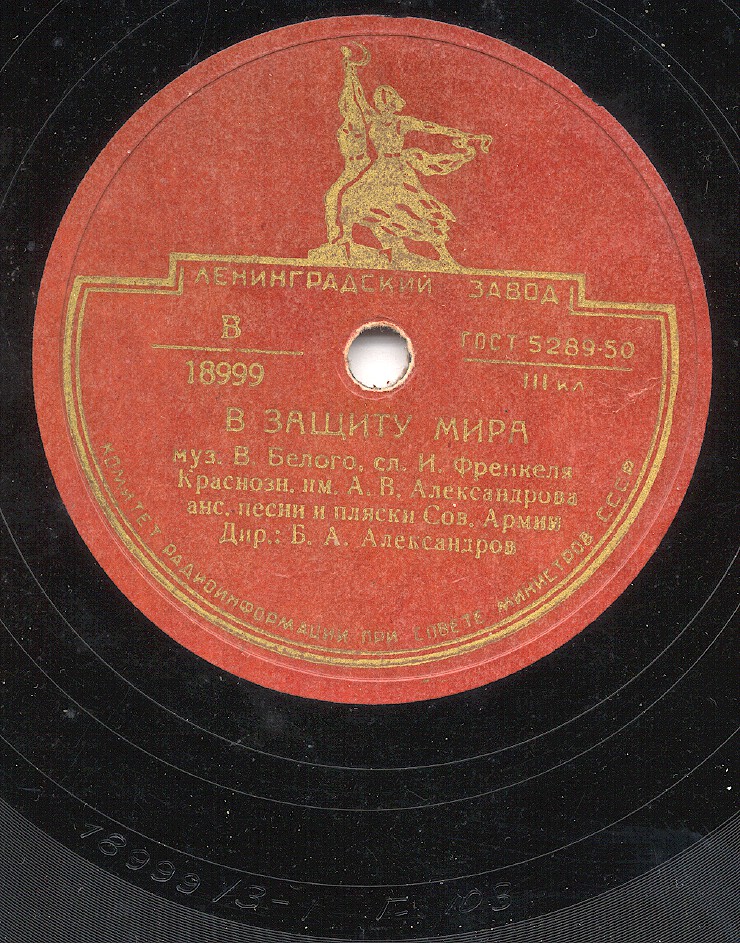 ЛЕНИНГРАДСКИЙ ЗАВОД
В
18999
ГОСТ 5289-50
III кл
В ЗАЩИТУ МИРА
муз. В. Белого, сл. И. Френкеля
Краснозн. им. А. В. Александрова
анс. песни и пляски Сов. Армии
Дир.: Б. А. Александров
КОМИТЕТ РАДИОИНФОРМАЦИИ ПРИ СОВЕТЕ МИНИСТРОВ СССР
18999